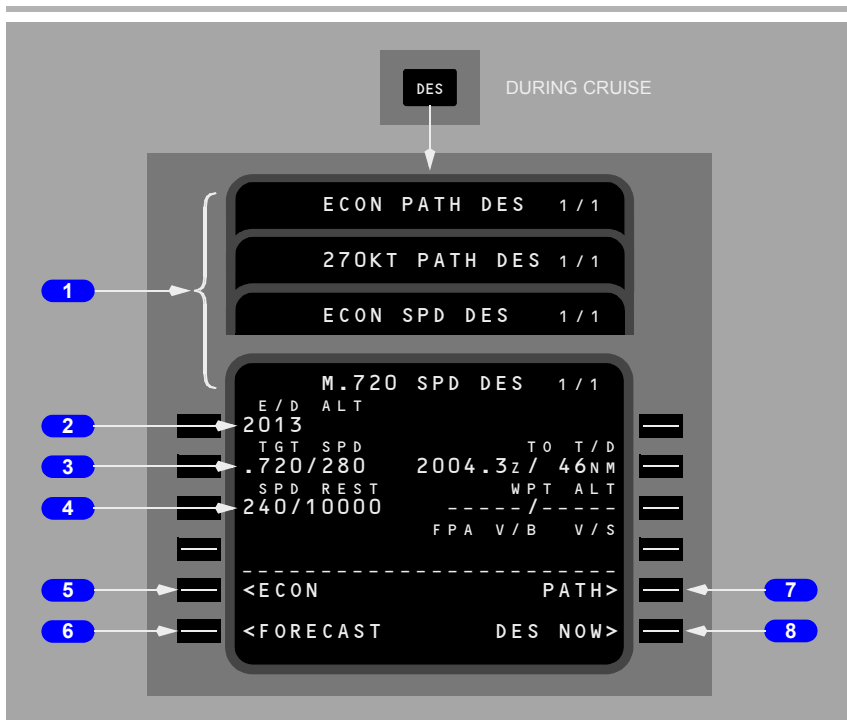 DES
DURING CRUISE
ECON PATH DES 1/1
270KT PATH DES 1/1
1
ECON SPD DES 1/1
M.720 SPD DES 1/1
E/D ALT
2
2013
TGT SPD TO T/D
3
.720/280 2004.3z/ 46NM
SPD REST WPT ALT
4
240/10000 -----/-----
FPA V/B V/S
------------------------
5
<ECON PATH>
7
6
<FORECAST DES NOW>
8